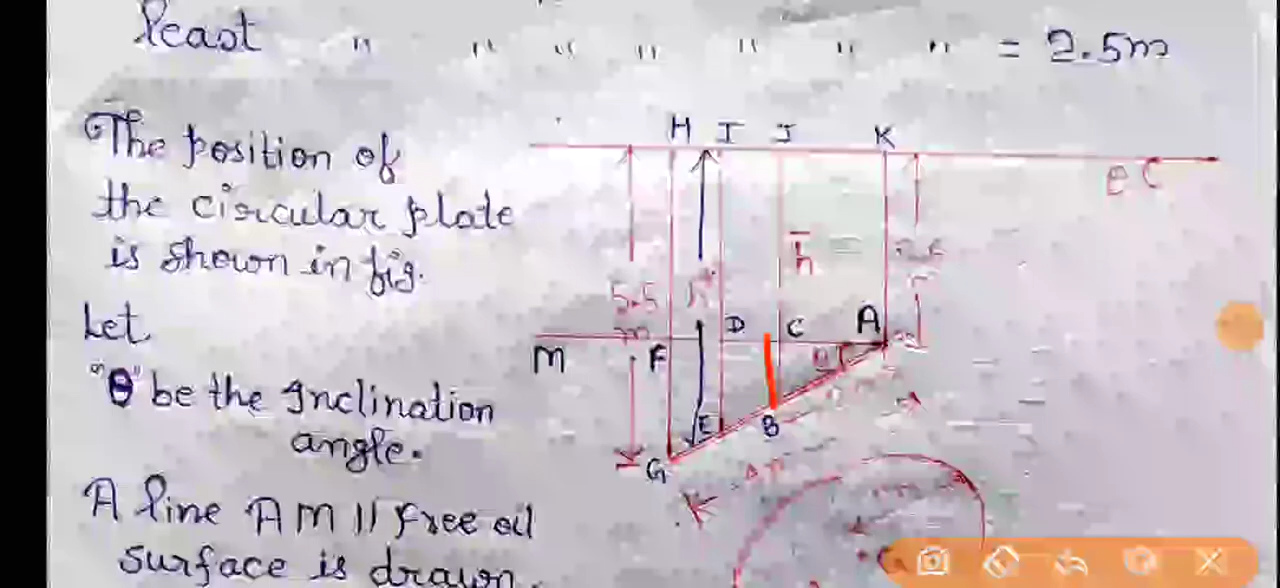 least " " " " " " " = 2.5m
The position of
the circular plate
is shown in fig.
Let
"θ" be the Inclination
angle.
A line AM || free oil
surface is drawn.
H I J K
h̄ =
5.5
m
D C A
M F
θ
E B
G
4m